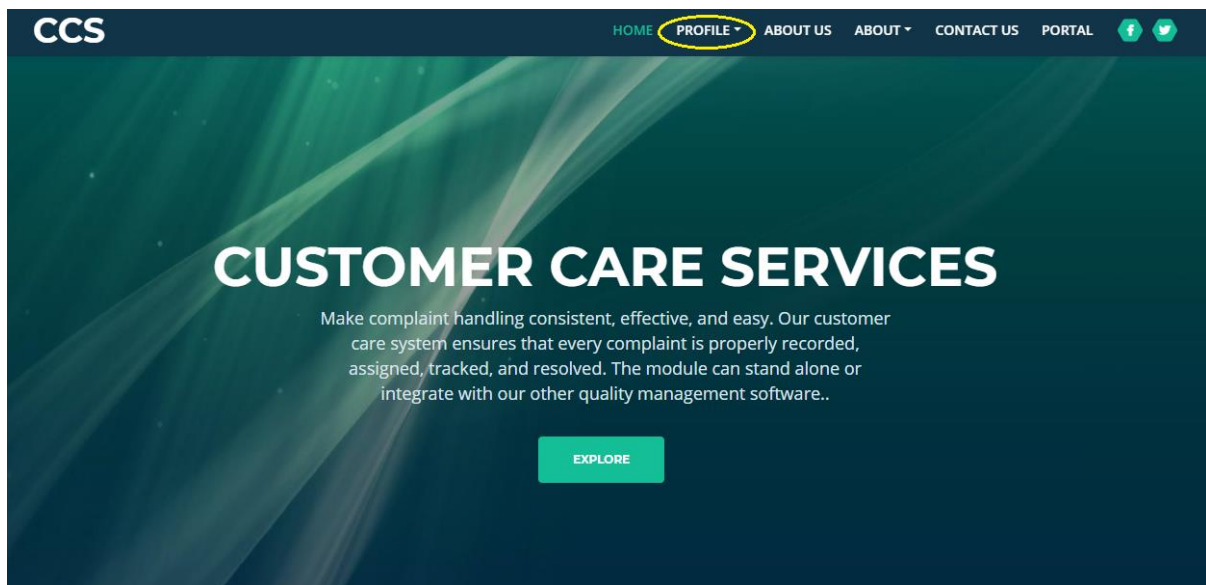 CCS
HOME PROFILE ABOUT US ABOUT CONTACT US PORTAL
CUSTOMER CARE SERVICES
Make complaint handling consistent, effective, and easy. Our customer
care system ensures that every complaint is properly recorded,
assigned, tracked, and resolved. The module can stand alone or
integrate with our other quality management software..
EXPLORE